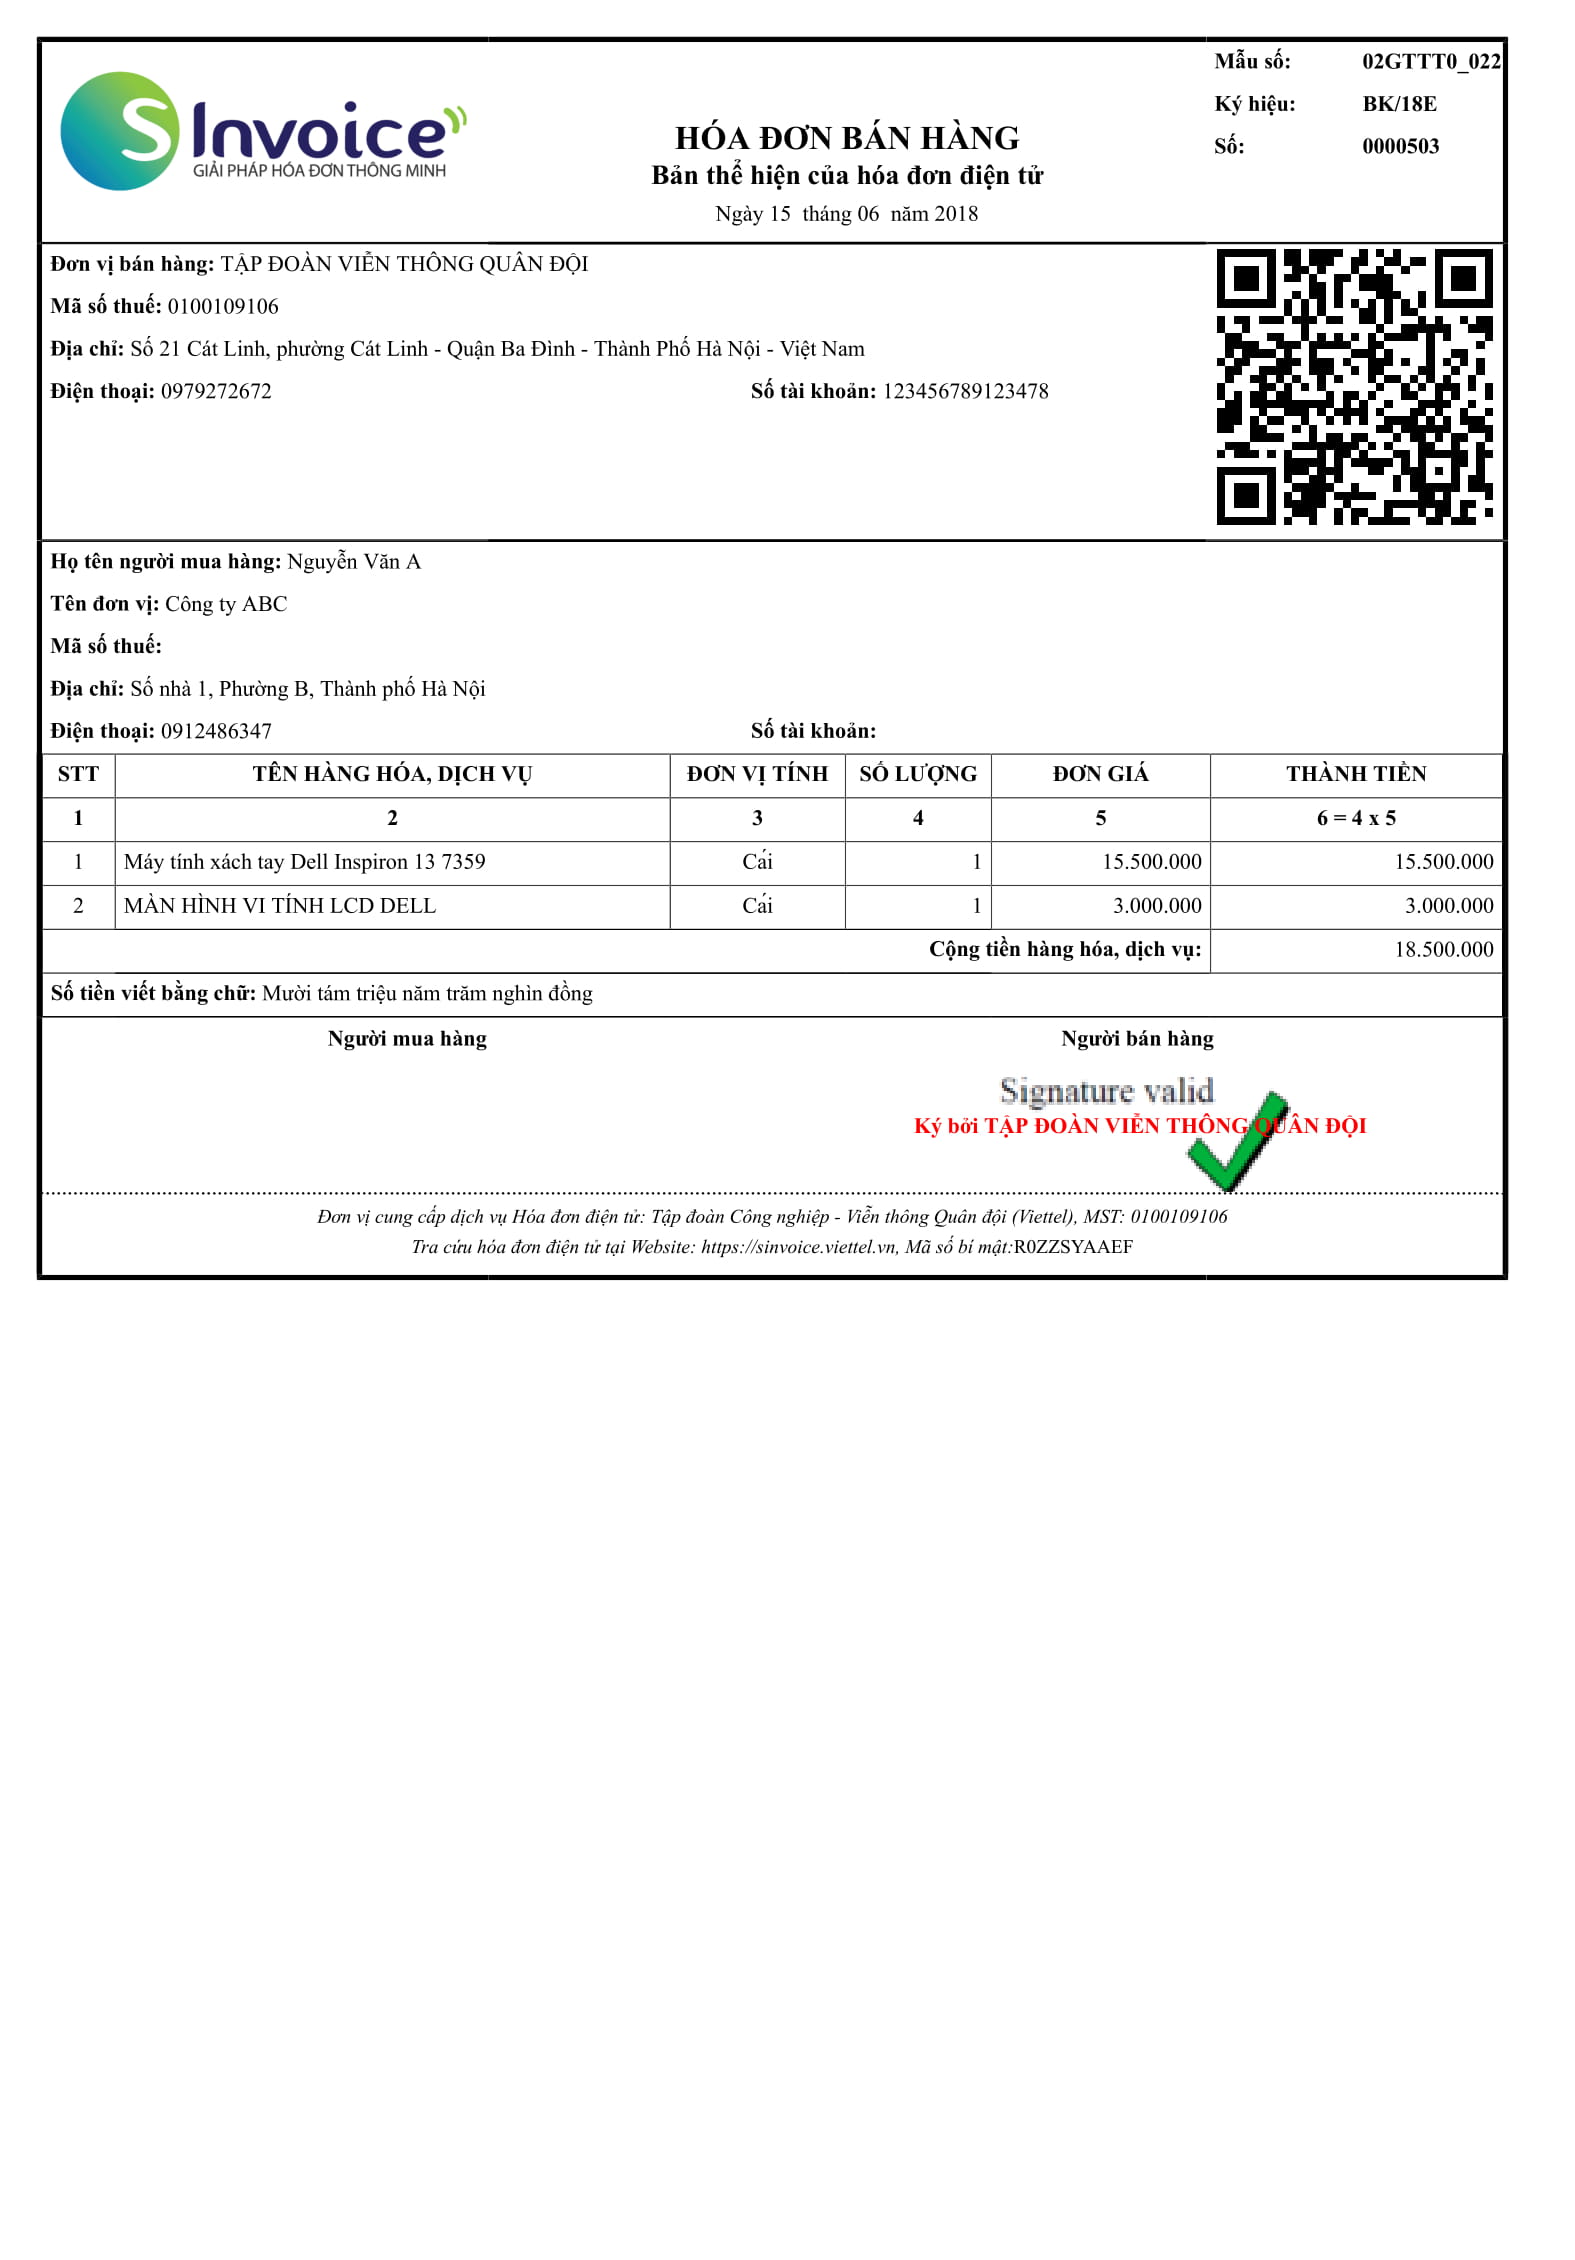 S Invoice
GIẢI PHÁP HÓA ĐƠN THÔNG MINH
HÓA ĐƠN BÁN HÀNG
Bản thể hiện của hóa đơn điện tử
Ngày 15 tháng 06 năm 2018
Mẫu số: 02GTTT0_022
Ký hiệu: BK/18E
Số: 0000503
Đơn vị bán hàng: TẬP ĐOÀN VIỄN THÔNG QUÂN ĐỘI
Mã số thuế: 0100109106
Địa chỉ: Số 21 Cát Linh, phường Cát Linh - Quận Ba Đình - Thành Phố Hà Nội - Việt Nam
Điện thoại: 0979272672 Số tài khoản: 123456789123478
Họ tên người mua hàng: Nguyễn Văn A
Tên đơn vị: Công ty ABC
Mã số thuế:
Địa chỉ: Số nhà 1, Phường B, Thành phố Hà Nội
Điện thoại: 0912486347 Số tài khoản:
STT TÊN HÀNG HÓA, DỊCH VỤ ĐƠN VỊ TÍNH SỐ LƯỢNG ĐƠN GIÁ THÀNH TIỀN
1 2 3 4 5 6 = 4 x 5
1 Máy tính xách tay Dell Inspiron 13 7359 Cái 1 15.500.000 15.500.000
2 MÀN HÌNH VI TÍNH LCD DELL Cái 1 3.000.000 3.000.000
Cộng tiền hàng hóa, dịch vụ: 18.500.000
Số tiền viết bằng chữ: Mười tám triệu năm trăm nghìn đồng
Người mua hàng Người bán hàng
Signature valid
Ký bởi TẬP ĐOÀN VIỄN THÔNG QUÂN ĐỘI
Đơn vị cung cấp dịch vụ Hóa đơn điện tử: Tập đoàn Công nghiệp - Viễn thông Quân đội (Viettel), MST: 0100109106
Tra cứu hóa đơn điện tử tại Website: https://sinvoice.viettel.vn, Mã số bí mật:R0ZZSYAAEF